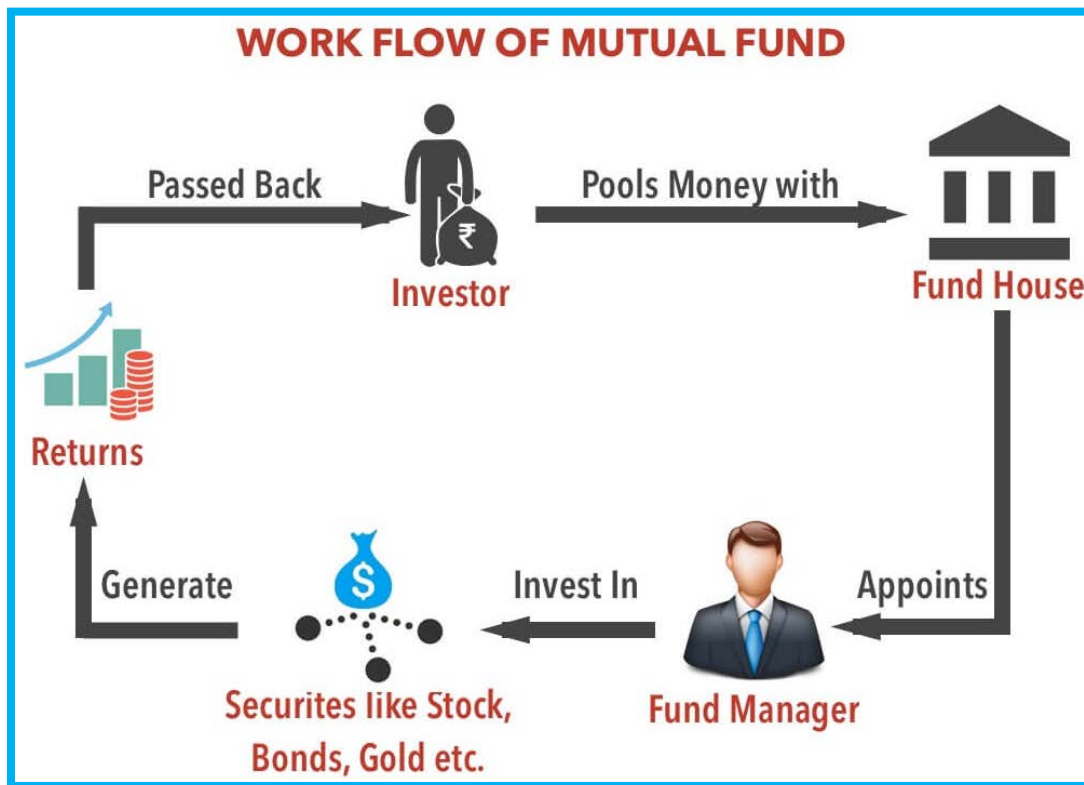 WORK FLOW OF MUTUAL FUND
Passed Back
Pools Money with
₹
Investor
Fund House
Returns
Generate
$
Invest In
Appoints
Securites like Stock,
Bonds, Gold etc.
Fund Manager